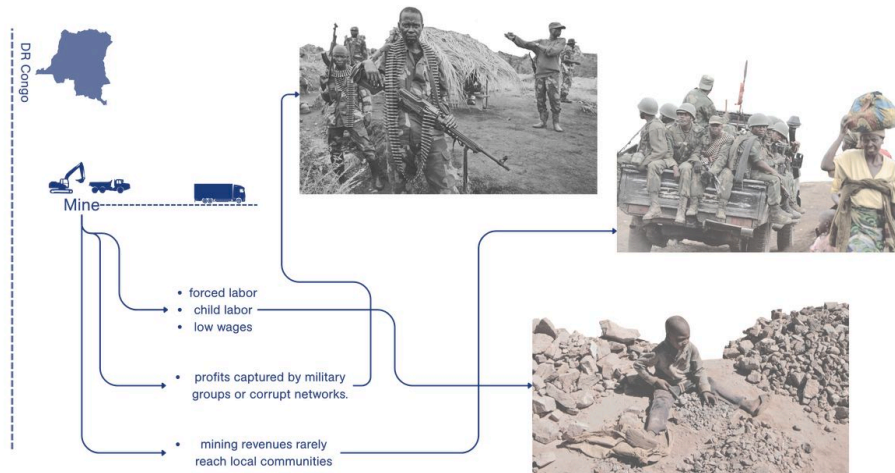 DR Congo
Mine
• forced labor
• child labor
• low wages
• profits captured by military
groups or corrupt networks.
• mining revenues rarely
reach local communities